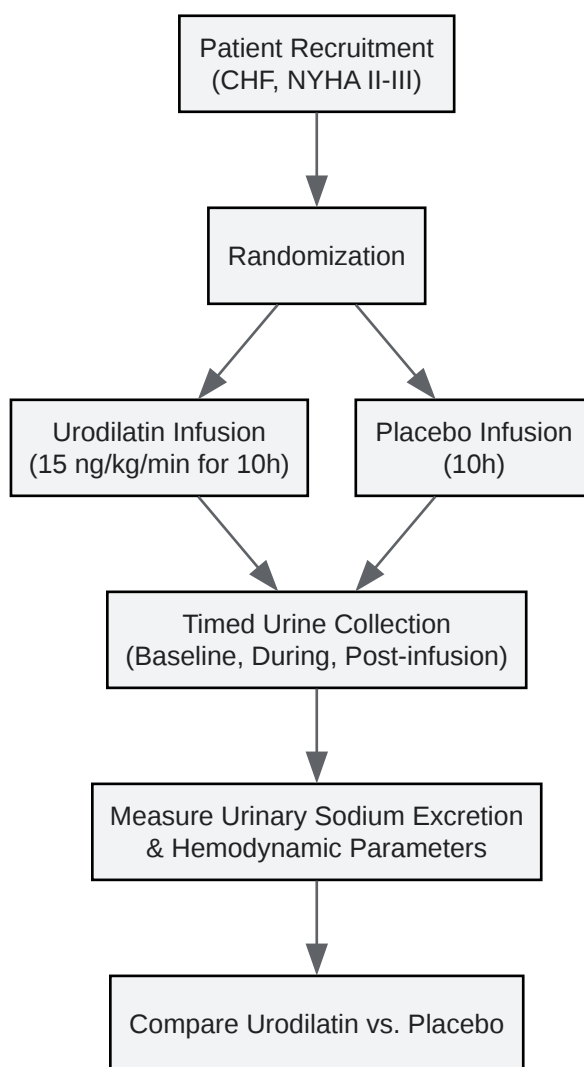 Patient Recruitment
(CHF, NYHA II-III)
Randomization
Urodilatin Infusion
(15 ng/kg/min for 10h)
Placebo Infusion
(10h)
Timed Urine Collection
(Baseline, During, Post-infusion)
Measure Urinary Sodium Excretion
& Hemodynamic Parameters
Compare Urodilatin vs. Placebo